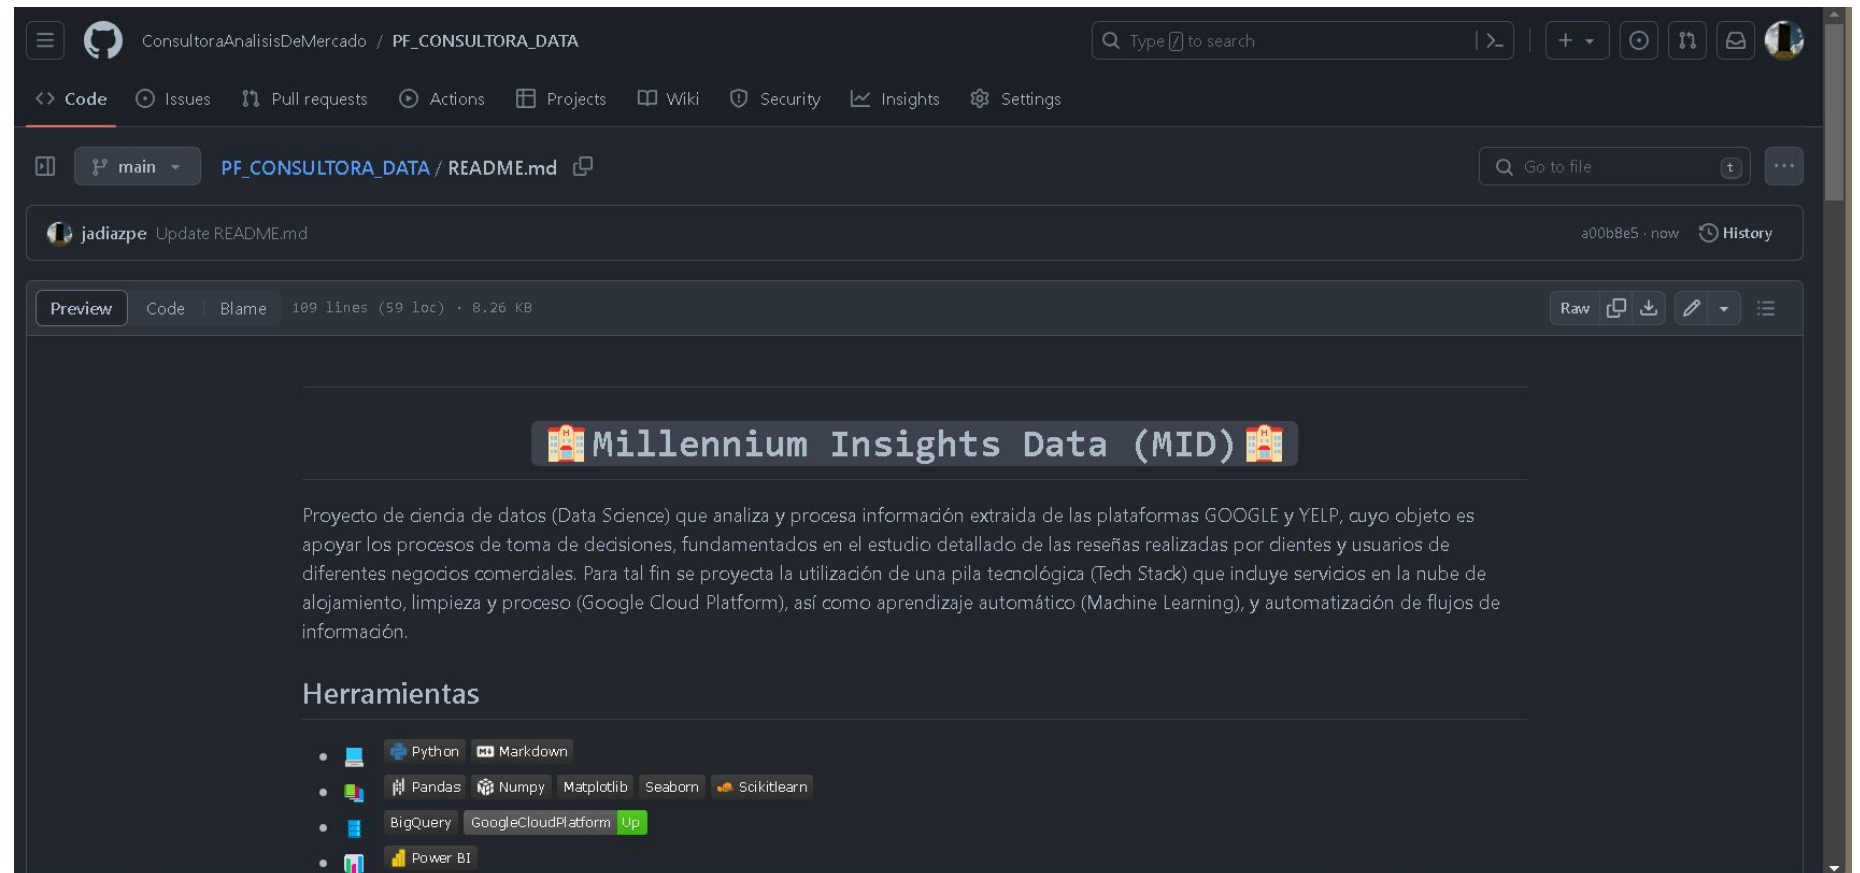 ConsultoraAnalisisDeMercado / PF_CONSULTORA_DATA
Type / to search
Code Issues Pull requests Actions Projects Wiki Security Insights Settings
main PF_CONSULTORA_DATA / README.md
Go to file t
jadiazpe Update README.md
a00b8e5 · now History
Preview Code Blame 109 lines (59 loc) · 8.26 KB
Raw
Millennium Insights Data (MID)
Proyecto de ciencia de datos (Data Science) que analiza y procesa información extraida de las plataformas GOOGLE y YELP, cuyo objeto es
apoyar los procesos de toma de decisiones, fundamentados en el estudio detallado de las reseñas realizadas por clientes y usuarios de
diferentes negocios comerciales. Para tal fin se proyecta la utilización de una pila tecnológica (Tech Stack) que incluye servicios en la nube de
alojamiento, limpieza y proceso (Google Cloud Platform), así como aprendizaje automático (Machine Learning), y automatización de flujos de
información.
Herramientas
Python Markdown
Pandas Numpy Matplotlib Seaborn Scikitlearn
BigQuery GoogleCloudPlatform Up
Power BI